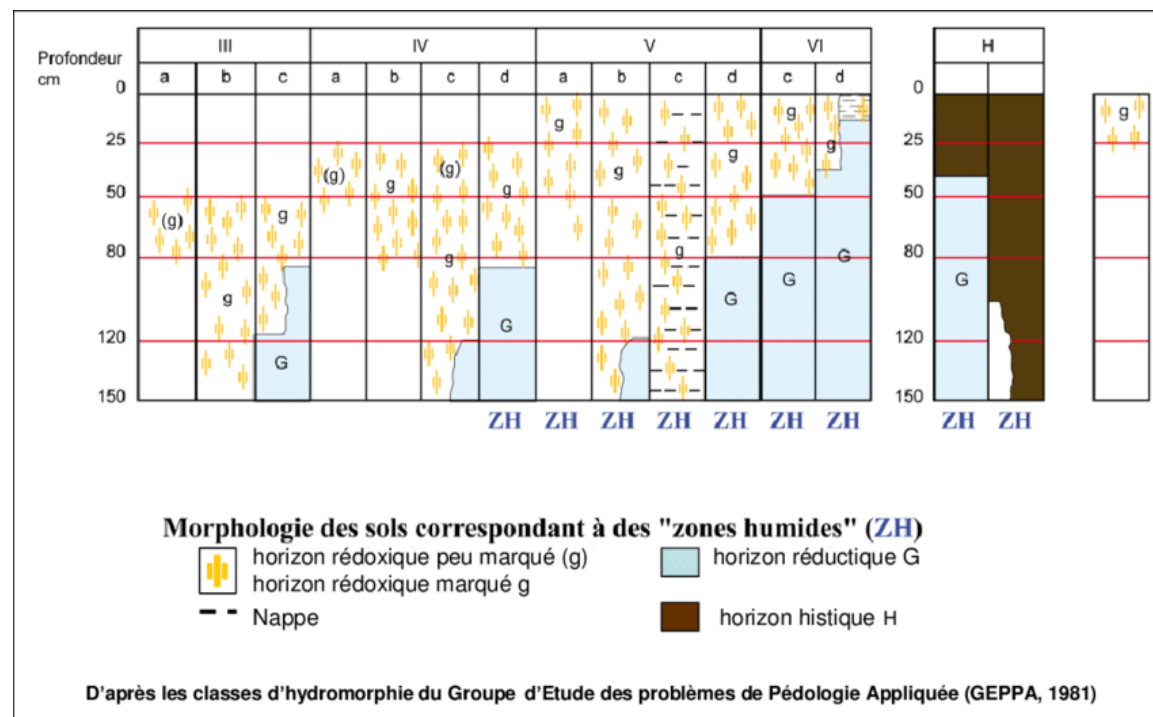 III IV V VI H
Profondeur
cm
a b c a b c d a b c d c d
0 0
g g g g
25 25
(g) g (g) g g g g
50 50
(g) g g
80 80
g g g G G G G
G
120 120
G
150 150
ZH ZH ZH ZH ZH ZH ZH ZH ZH
Morphologie des sols correspondant à des "zones humides" (ZH)
horizon rédoxique peu marqué (g) horizon réductique G
horizon rédoxique marqué g
Nappe horizon histique H
D'après les classes d'hydromorphie du Groupe d'Etude des problèmes de Pédologie Appliquée (GEPPA, 1981)